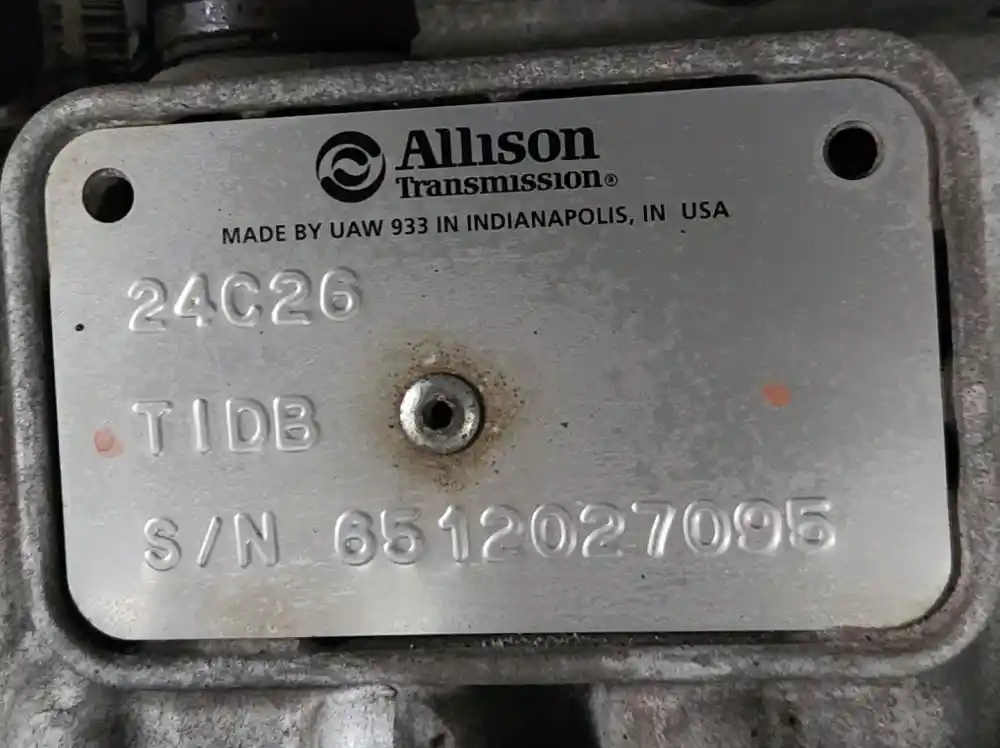 Allison
Transmission®
MADE BY UAW 933 IN INDIANAPOLIS, IN USA
24C26
TIDB
S/N 6512027095